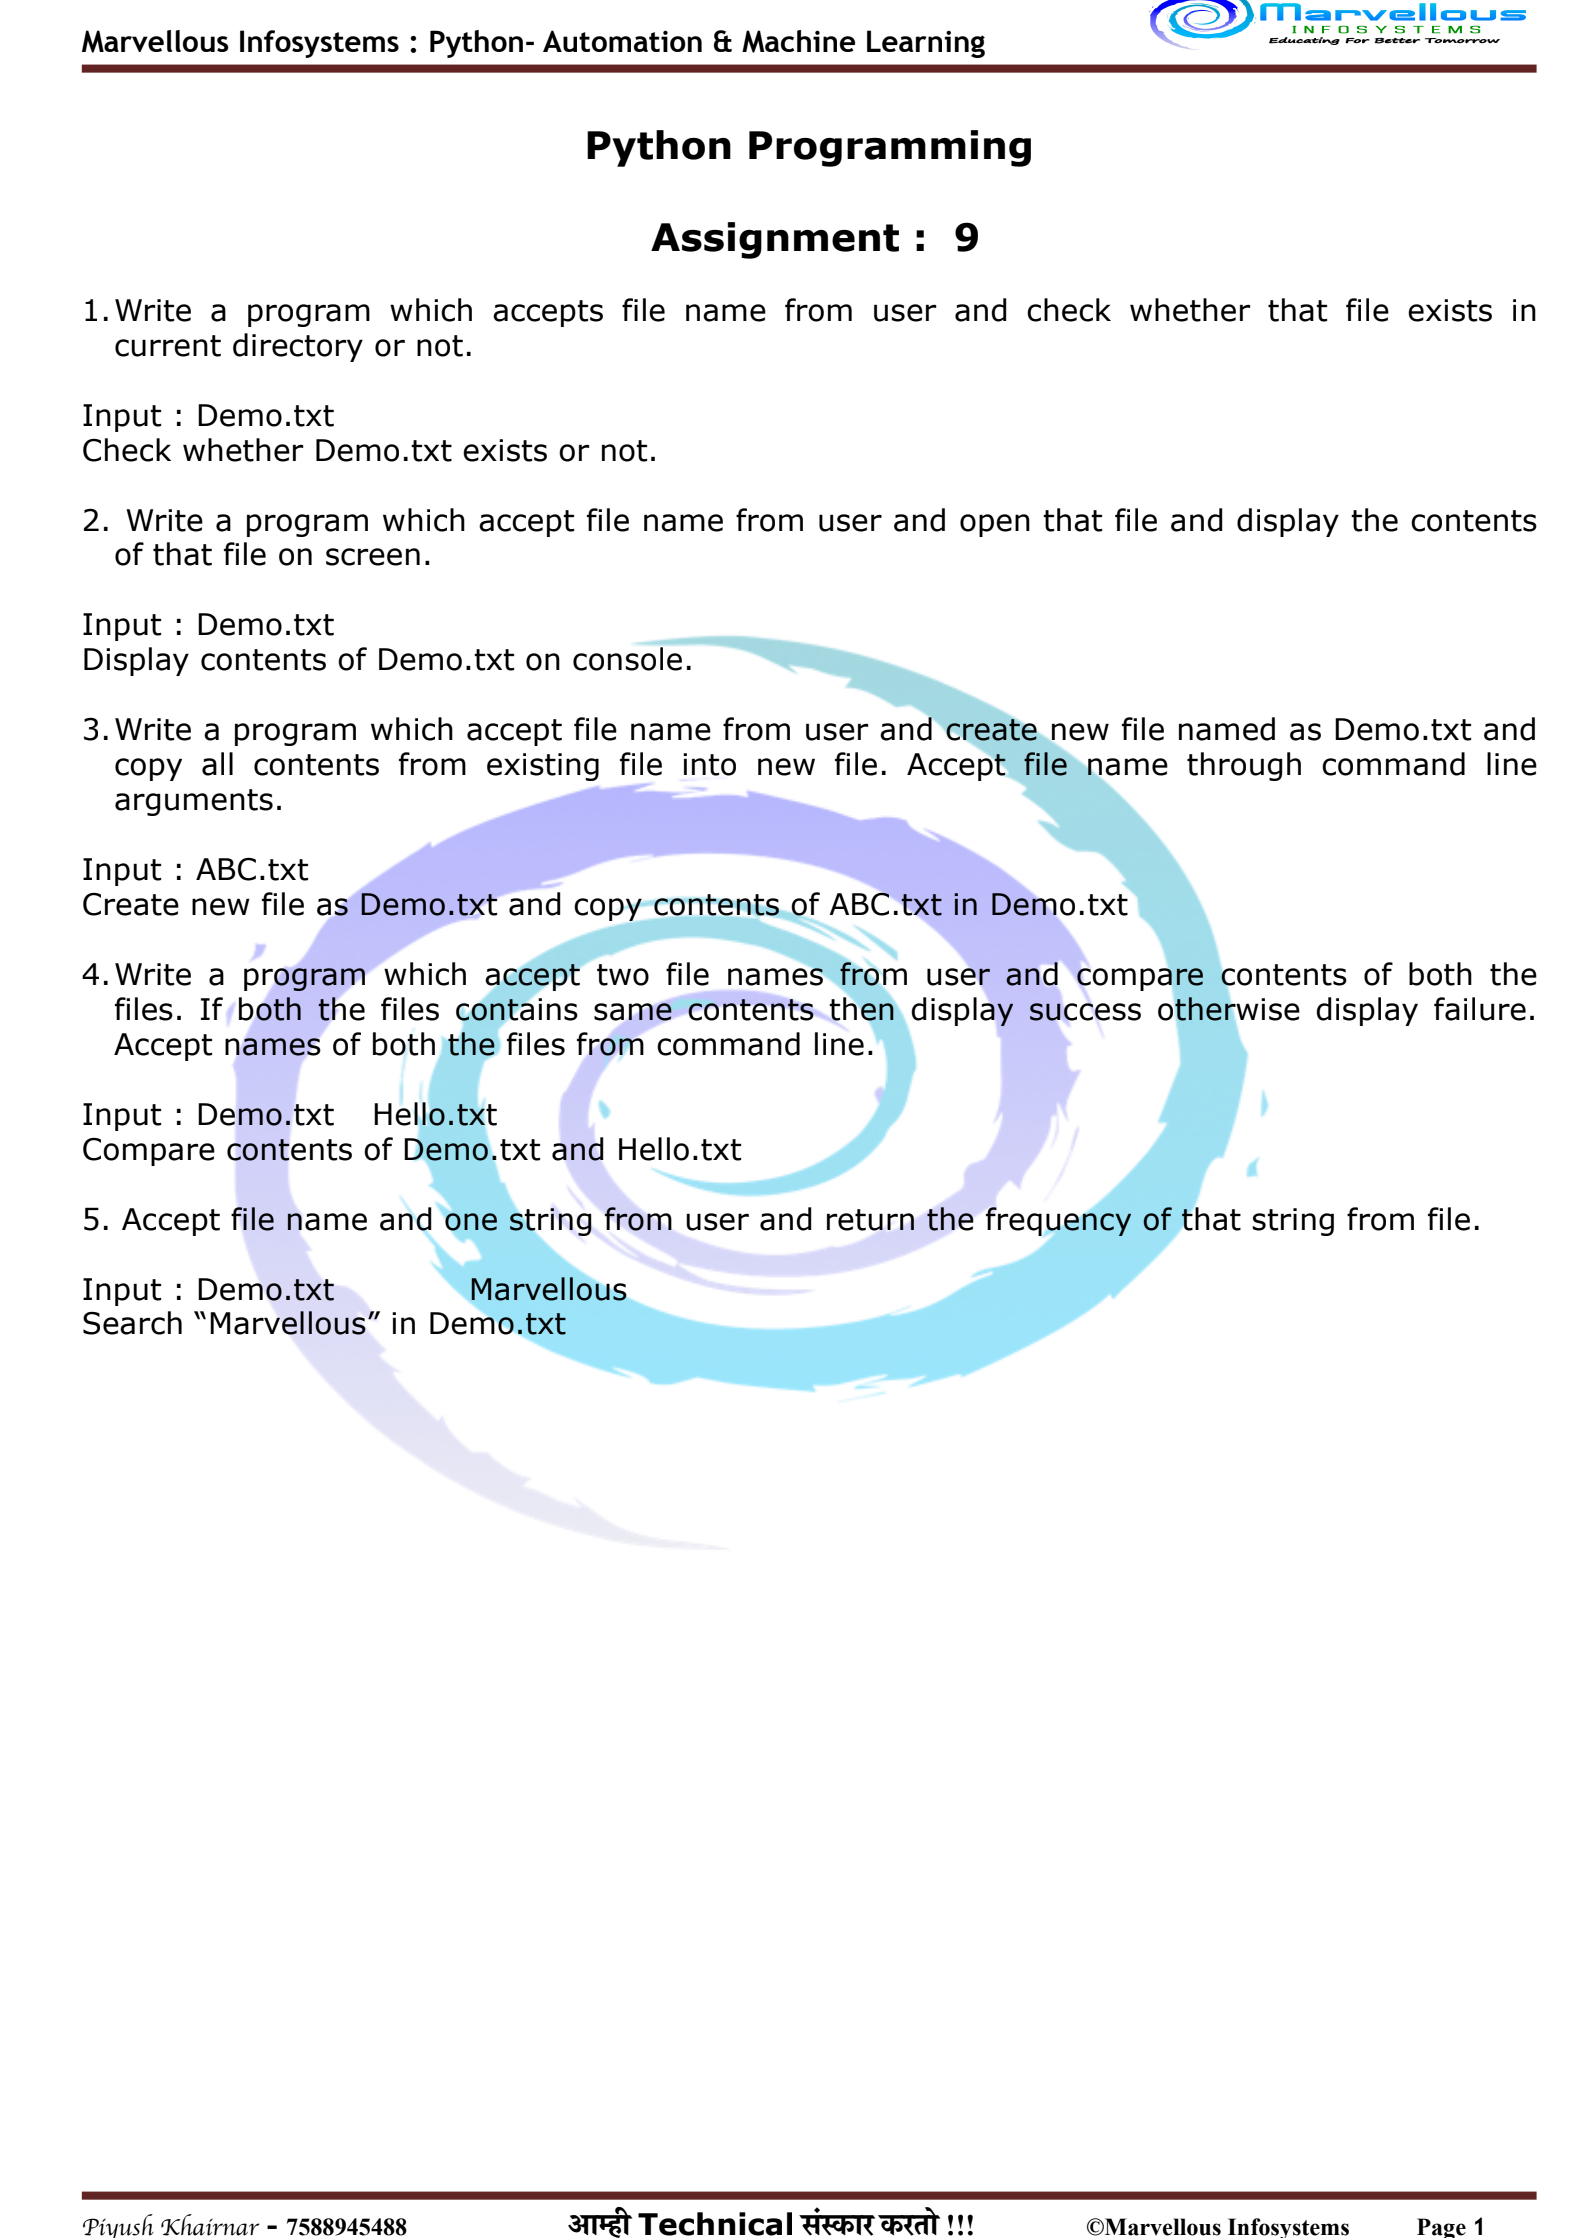 Marvellous Infosystems : Python- Automation & Machine Learning
Marvellous
INFOSYSTEMS
Educating For Better Tomorrow
Python Programming
Assignment : 9
1. Write a program which accepts file name from user and check whether that file exists in
current directory or not.
Input : Demo.txt
Check whether Demo.txt exists or not.
2. Write a program which accept file name from user and open that file and display the contents
of that file on screen.
Input : Demo.txt
Display contents of Demo.txt on console.
3. Write a program which accept file name from user and create new file named as Demo.txt and
copy all contents from existing file into new file. Accept file name through command line
arguments.
Input : ABC.txt
Create new file as Demo.txt and copy contents of ABC.txt in Demo.txt
4. Write a program which accept two file names from user and compare contents of both the
files. If both the files contains same contents then display success otherwise display failure.
Accept names of both the files from command line.
Input : Demo.txt Hello.txt
Compare contents of Demo.txt and Hello.txt
5. Accept file name and one string from user and return the frequency of that string from file.
Input : Demo.txt Marvellous
Search “Marvellous” in Demo.txt
Piyush Khairnar - 7588945488 आम्ही Technical संस्कार करतो !!! ©Marvellous Infosystems Page 1